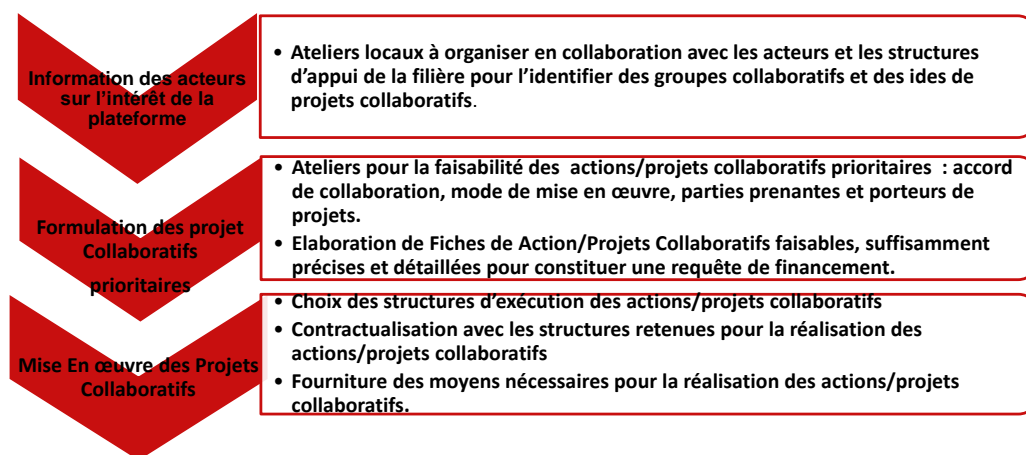 Information des acteurs
sur l'intérêt de la
plateforme
• Ateliers locaux à organiser en collaboration avec les acteurs et les structures
d'appui de la filière pour l'identifier des groupes collaboratifs et des ides de
projets collaboratifs.
Formulation des projet
Collaboratifs
prioritaires
• Ateliers pour la faisabilité des actions/projets collaboratifs prioritaires : accord
de collaboration, mode de mise en œuvre, parties prenantes et porteurs de
projets.
• Elaboration de Fiches de Action/Projets Collaboratifs faisables, suffisamment
précises et détaillées pour constituer une requête de financement.
Mise En œuvre des Projets
Collaboratifs
• Choix des structures d'exécution des actions/projets collaboratifs
• Contractualisation avec les structures retenues pour la réalisation des
actions/projets collaboratifs
• Fourniture des moyens nécessaires pour la réalisation des actions/projets
collaboratifs.